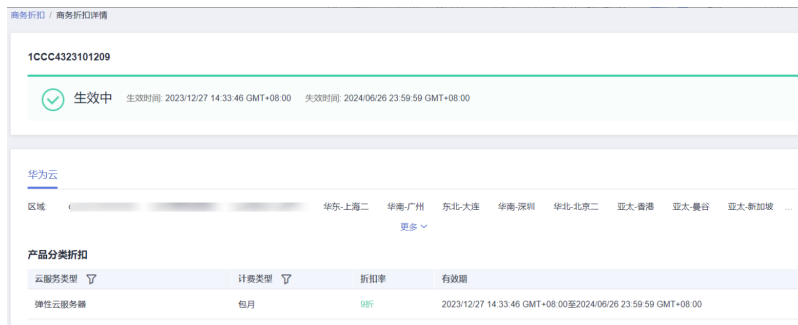 商务折扣 / 商务折扣详情
1CCC4323101209
生效中 生效时间: 2023/12/27 14:33:46 GMT+08:00 失效时间: 2024/06/26 23:59:59 GMT+08:00
华为云
区域 华东-上海二 华南-广州 东北-大连 华南-深圳 华北-北京二 亚太-香港 亚太-曼谷 亚太-新加坡 ...
更多
产品分类折扣
云服务类型 计费类型 折扣率 有效期
弹性云服务器 包月 9折 2023/12/27 14:33:46 GMT+08:00至2024/06/26 23:59:59 GMT+08:00